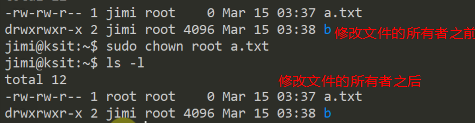 -rw-rw-r-- 1 jimi root    0 Mar 15 03:37 a.txt
drwxrwxr-x 2 jimi root 4096 Mar 15 03:38 b 修改文件的所有者之前
jimi@ksit:~$ sudo chown root a.txt
jimi@ksit:~$ ls -l
total 12 修改文件的所有者之后
-rw-rw-r-- 1 root root    0 Mar 15 03:37 a.txt
drwxrwxr-x 2 jimi root 4096 Mar 15 03:38 b